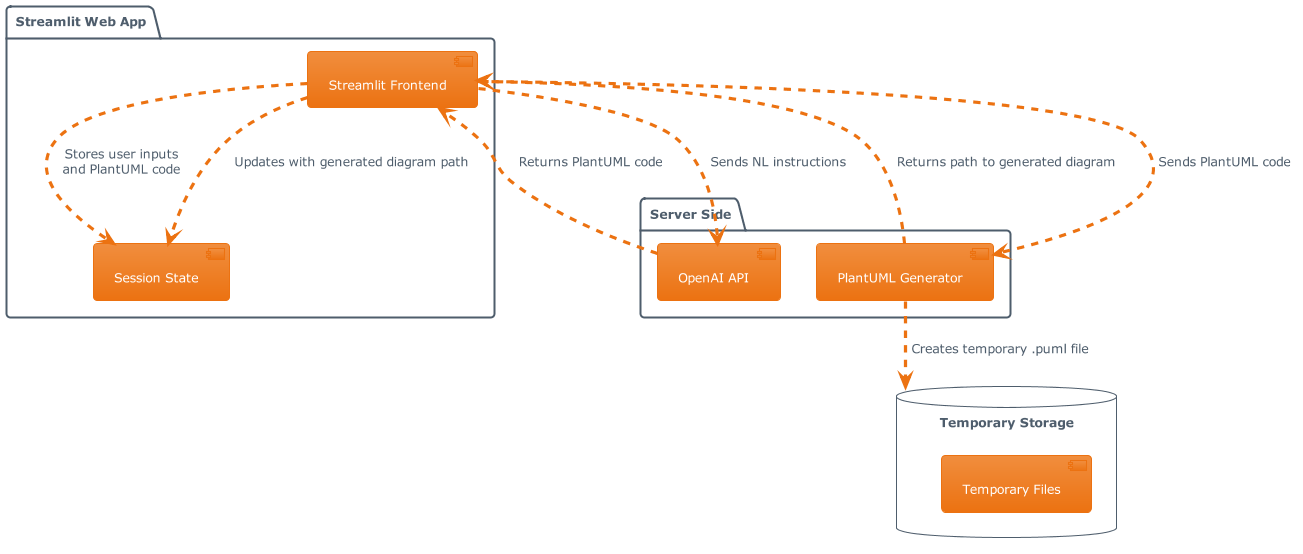 Streamlit Web App
Streamlit Frontend
Stores user inputs
and PlantUML code
Updates with generated diagram path
Returns PlantUML code
Sends NL instructions
Returns path to generated diagram
Sends PlantUML code
Server Side
Session State
OpenAI API
PlantUML Generator
Creates temporary .puml file
Temporary Storage
Temporary Files